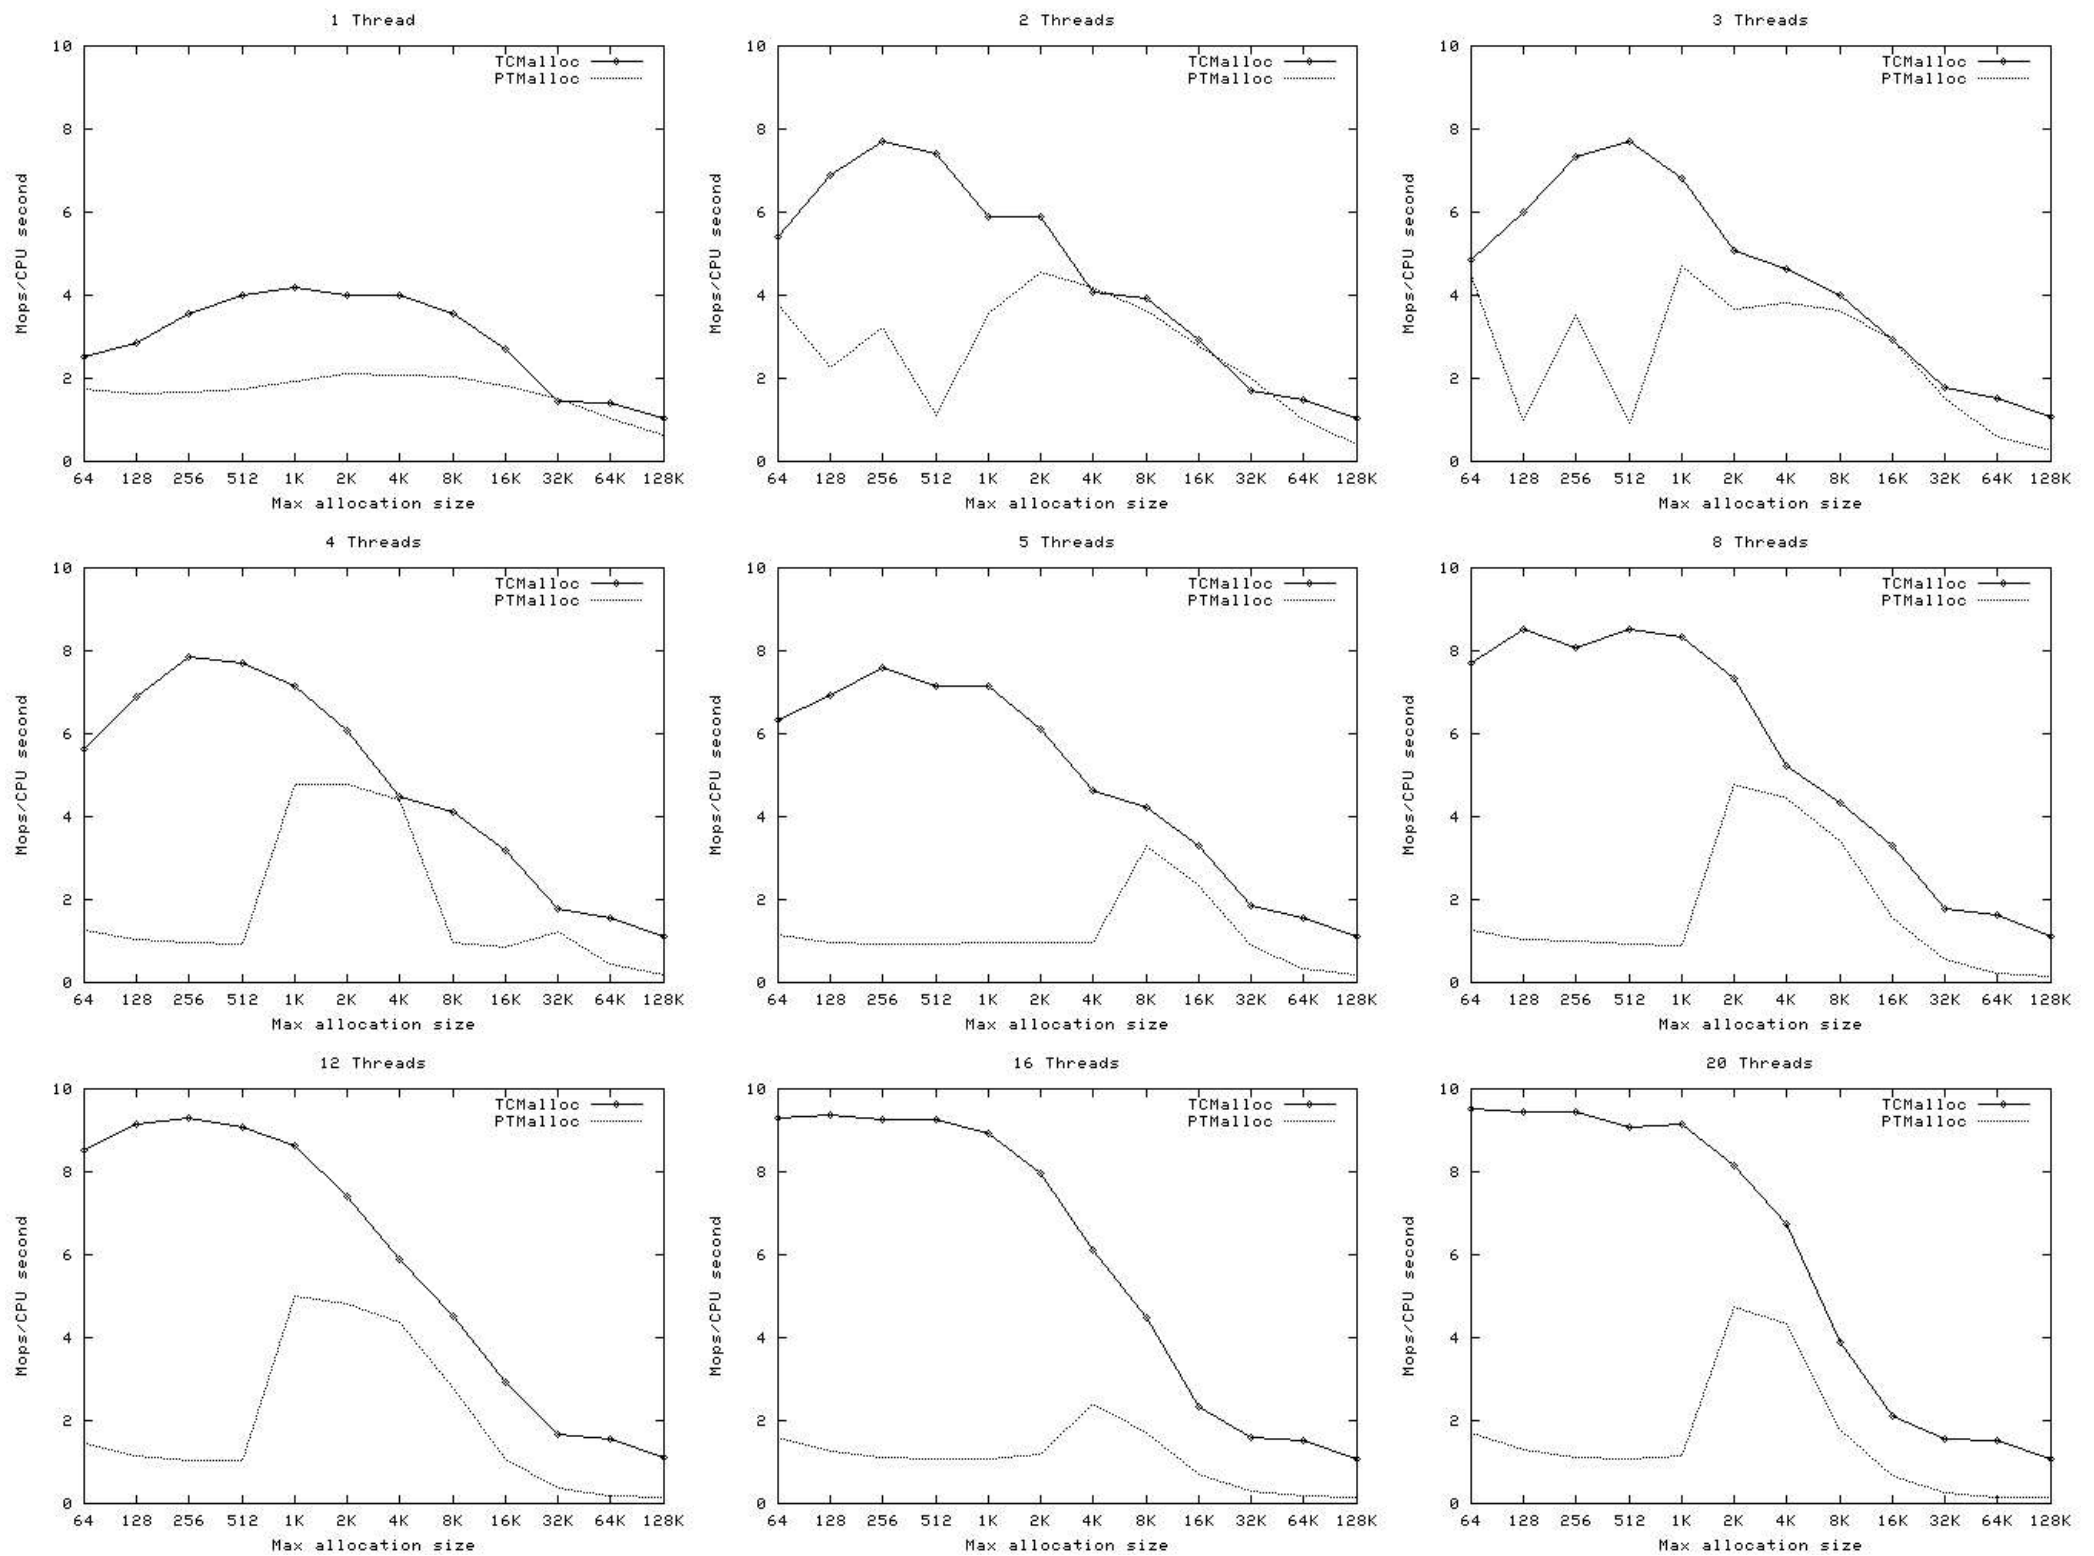 1 Thread
10
8
6
4
2
0
Mops/CPU second
TCMalloc
PTMalloc
64 128 256 512 1K 2K 4K 8K 16K 32K 64K 128K
Max allocation size
2 Threads
10
8
6
4
2
0
Mops/CPU second
TCMalloc
PTMalloc
64 128 256 512 1K 2K 4K 8K 16K 32K 64K 128K
Max allocation size
3 Threads
10
8
6
4
2
0
Mops/CPU second
TCMalloc
PTMalloc
64 128 256 512 1K 2K 4K 8K 16K 32K 64K 128K
Max allocation size
4 Threads
10
8
6
4
2
0
Mops/CPU second
TCMalloc
PTMalloc
64 128 256 512 1K 2K 4K 8K 16K 32K 64K 128K
Max allocation size
5 Threads
10
8
6
4
2
0
Mops/CPU second
TCMalloc
PTMalloc
64 128 256 512 1K 2K 4K 8K 16K 32K 64K 128K
Max allocation size
8 Threads
10
8
6
4
2
0
Mops/CPU second
TCMalloc
PTMalloc
64 128 256 512 1K 2K 4K 8K 16K 32K 64K 128K
Max allocation size
12 Threads
10
8
6
4
2
0
Mops/CPU second
TCMalloc
PTMalloc
64 128 256 512 1K 2K 4K 8K 16K 32K 64K 128K
Max allocation size
16 Threads
10
8
6
4
2
0
Mops/CPU second
TCMalloc
PTMalloc
64 128 256 512 1K 2K 4K 8K 16K 32K 64K 128K
Max allocation size
20 Threads
10
8
6
4
2
0
Mops/CPU second
TCMalloc
PTMalloc
64 128 256 512 1K 2K 4K 8K 16K 32K 64K 128K
Max allocation size